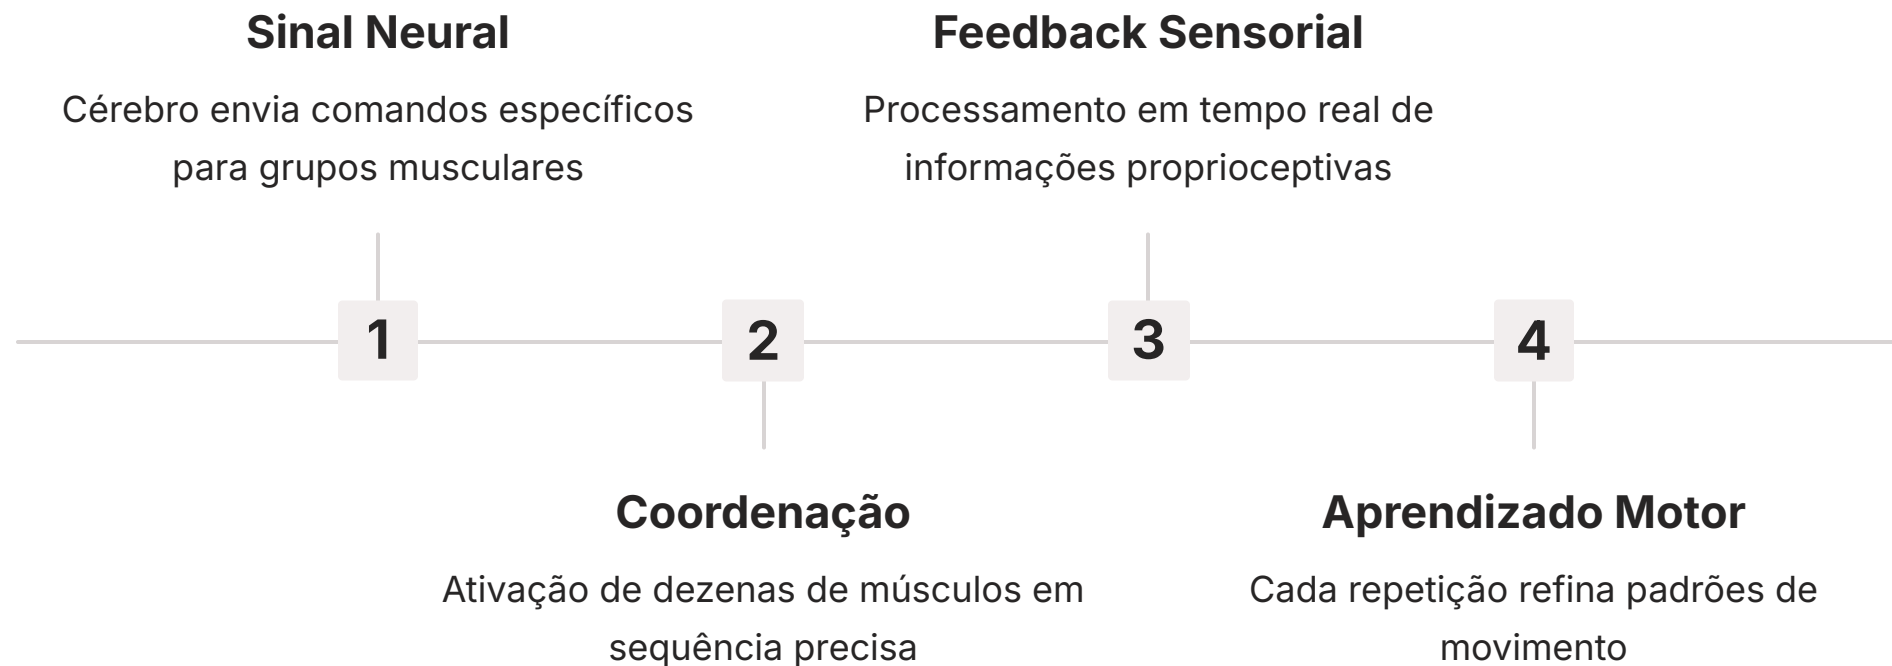 Sinal Neural
Cérebro envia comandos específicos
para grupos musculares
1
2
Coordenação
Ativação de dezenas de músculos em
sequência precisa
Feedback Sensorial
Processamento em tempo real de
informações proprioceptivas
3
4
Aprendizado Motor
Cada repetição refina padrões de
movimento